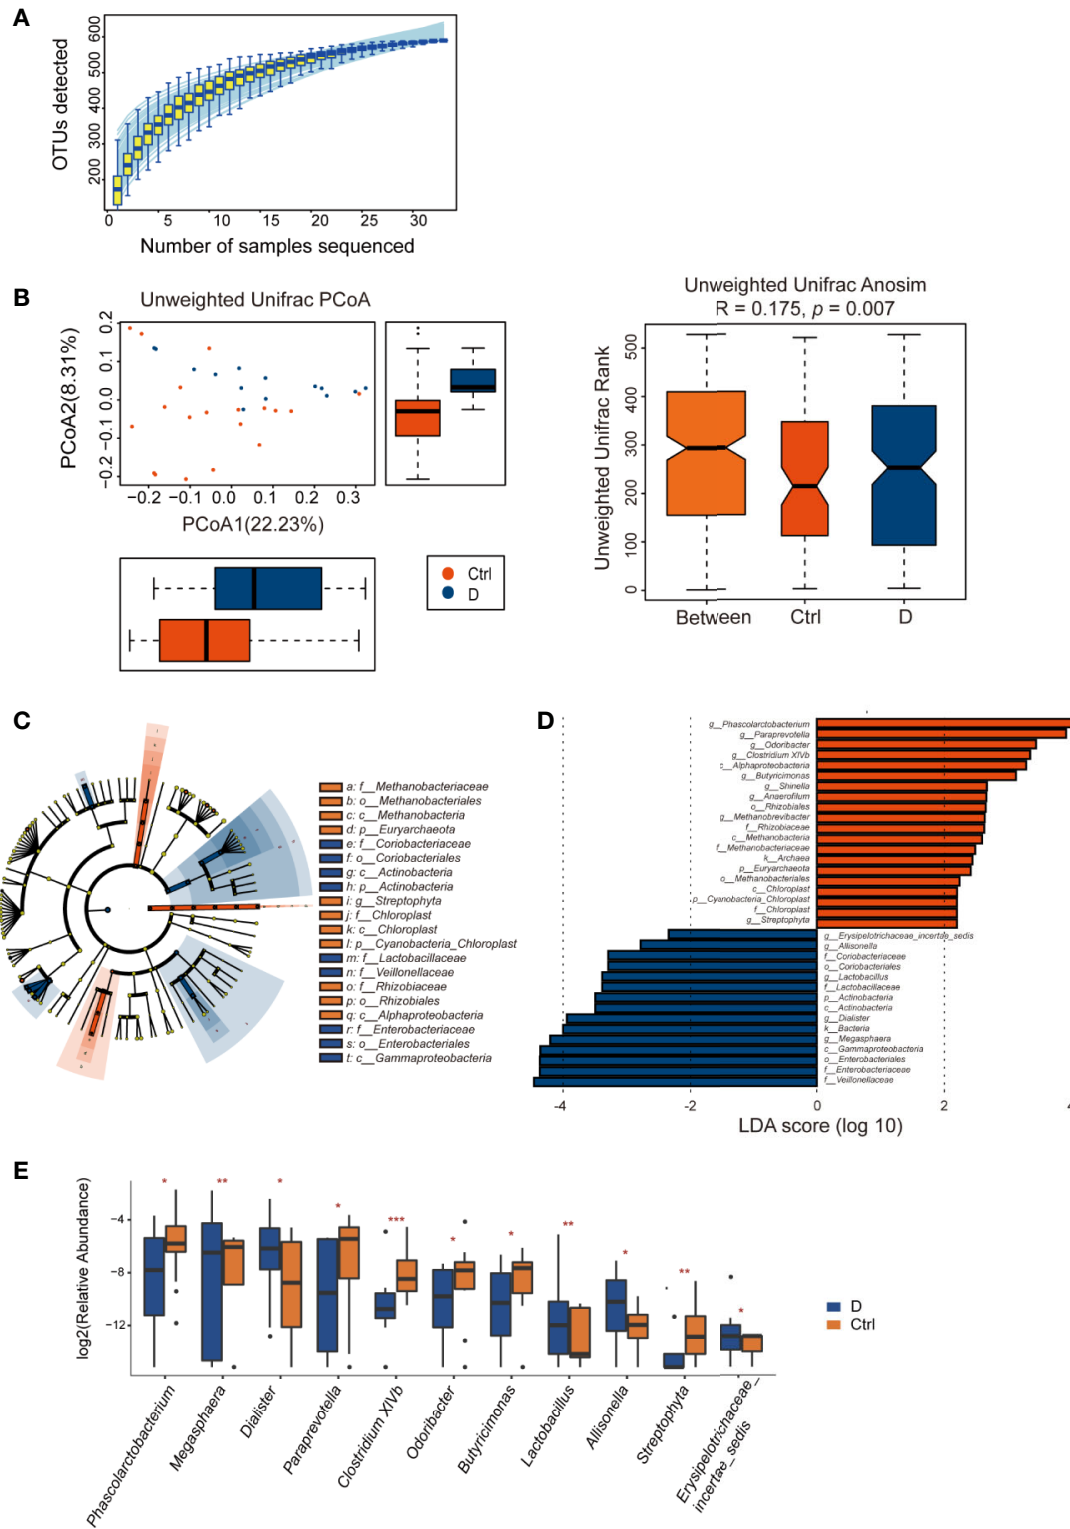 A
OTUs detected
600
500
400
300
200
0
5
10
15
20
25
30
Number of samples sequenced
B
Unweighted Unifrac PCoA
PCoA2(8.31%)
0.2
0.1
0.0
−0.1
−0.2
−0.2
−0.1
0.0
0.1
0.2
0.3
PCoA1(22.23%)
Ctrl
D
Unweighted Unifrac Anosim
R = 0.175, p = 0.007
Unweighted Unifrac Rank
500
400
300
200
100
0
Between
Ctrl
D
C
a: f__Methanobacteriaceae
b: o__Methanobacteriales
c: c__Methanobacteria
d: p__Euryarchaeota
e: f__Coriobacteriaceae
f: o__Coriobacteriales
g: c__Actinobacteria
h: p__Actinobacteria
i: g__Streptophyta
j: f__Chloroplast
k: c__Chloroplast
l: p__Cyanobacteria_Chloroplast
m: f__Lactobacillaceae
n: f__Veillonellaceae
o: f__Rhizobiaceae
p: o__Rhizobiales
q: c__Alphaproteobacteria
r: f__Enterobacteriaceae
s: o__Enterobacteriales
t: c__Gammaproteobacteria
D
g__Phascolarctobacterium
g__Paraprevotella
g__Odoribacter
g__Clostridium XIVb
c__Alphaproteobacteria
g__Butyricimonas
g__Shinella
g__Anaerofilum
o__Rhizobiales
g__Methanobrevibacter
f__Rhizobiaceae
c__Methanobacteria
f__Methanobacteriaceae
k__Archaea
p__Euryarchaeota
o__Methanobacteriales
c__Chloroplast
p__Cyanobacteria_Chloroplast
f__Chloroplast
g__Streptophyta
g__Erysipelotrichaceae_incertae_sedis
g__Allisonella
f__Coriobacteriaceae
o__Coriobacteriales
g__Lactobacillus
f__Lactobacillaceae
p__Actinobacteria
c__Actinobacteria
g__Dialister
k__Bacteria
g__Megasphaera
c__Gammaproteobacteria
o__Enterobacteriales
f__Enterobacteriaceae
f__Veillonellaceae
-4
-2
0
2
4
LDA score (log 10)
E
log2(Relative Abundance)
−4
−8
−12
*
**
*
*
***
*
*
**
*
**
*
D
Ctrl
Phascolarctobacterium
Megasphaera
Dialister
Paraprevotella
Clostridium XIVb
Odoribacter
Butyricimonas
Lactobacillus
Allisonella
Streptophyta
Erysipelotrichaceae_
incertae_sedis